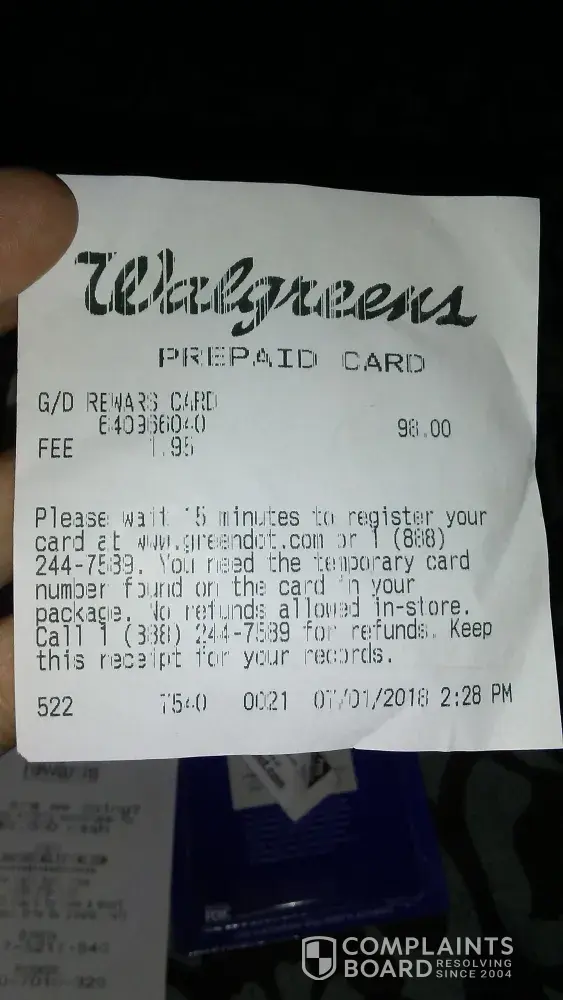 Walgreens
PREPAID CARD
G/D REWARS CARD
640966040 98.00
FEE 1.95
Please wait 15 minutes to register your
card at www.greendot.com or 1 (888)
244-7589. You need the temporary card
number found on the card in your
package. No refunds allowed in-store.
Call 1 (888) 244-7589 for refunds. Keep
this receipt for your records.
522 7540 0021 07/01/2018 2:28 PM
COMPLAINTS
BOARD RESOLVING
SINCE 2004